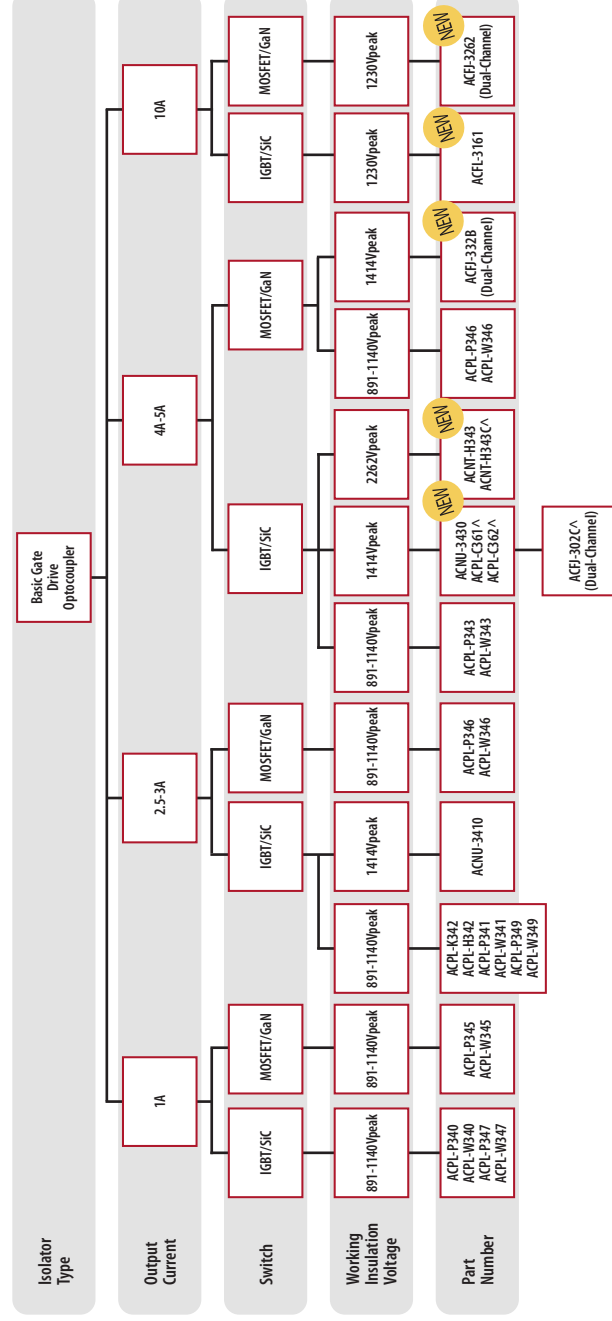 Isolator
Type
Basic Gate
Drive
Optocoupler
Output
Current
1A
2.5-3A
4A-5A
10A
Switch
IGBT/SiC
MOSFET/GaN
IGBT/SiC
MOSFET/GaN
IGBT/SiC
MOSFET/GaN
IGBT/SiC
MOSFET/GaN
Working
Insulation
Voltage
891-1140Vpeak
891-1140Vpeak
891-1140Vpeak
1414Vpeak
891-1140Vpeak
891-1140Vpeak
1414Vpeak
2262Vpeak
891-1140Vpeak
1414Vpeak
1230Vpeak
1230Vpeak
Part
Number
ACPL-P340
ACPL-W340
ACPL-P347
ACPL-W347
ACPL-P345
ACPL-W345
ACPL-K342
ACPL-H342
ACPL-P341
ACPL-W341
ACPL-P349
ACPL-W349
ACNU-3410
ACPL-P346
ACPL-W346
ACPL-P343
ACPL-W343
NEW
ACNU-3430
ACPL-C361^
ACPL-C362^
NEW
ACNT-H343
ACNT-H343C^
ACPL-P346
ACPL-W346
NEW
ACFJ-332B
(Dual-Channel)
NEW
ACFL-3161
NEW
ACFJ-3262
(Dual-Channel)
ACFJ-302C^
(Dual-Channel)